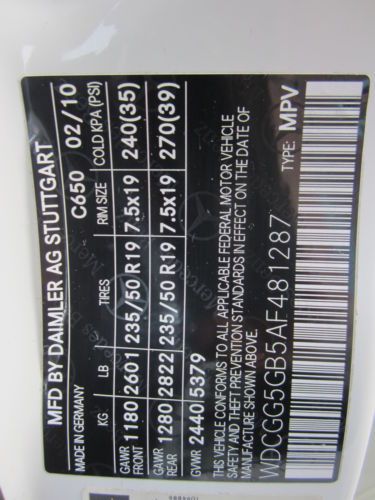 MFD BY DAIMLER AG STUTTGART
MADE IN GERMANY C650 02/10
KG LB TIRES RIM SIZE COLD KPA (PSI)
GAWR FRONT 1180 2601 235/50 R19 7.5x19 240(35)
GAWR REAR 1280 2822 235/50 R19 7.5x19 270(39)
GVWR 2440 5379
THIS VEHICLE CONFORMS TO ALL APPLICABLE FEDERAL MOTOR VEHICLE
SAFETY AND THEFT PREVENTION STANDARDS IN EFFECT ON THE DATE OF
MANUFACTURE SHOWN ABOVE
WDCGG5GB5AF481287 TYPE: MPV